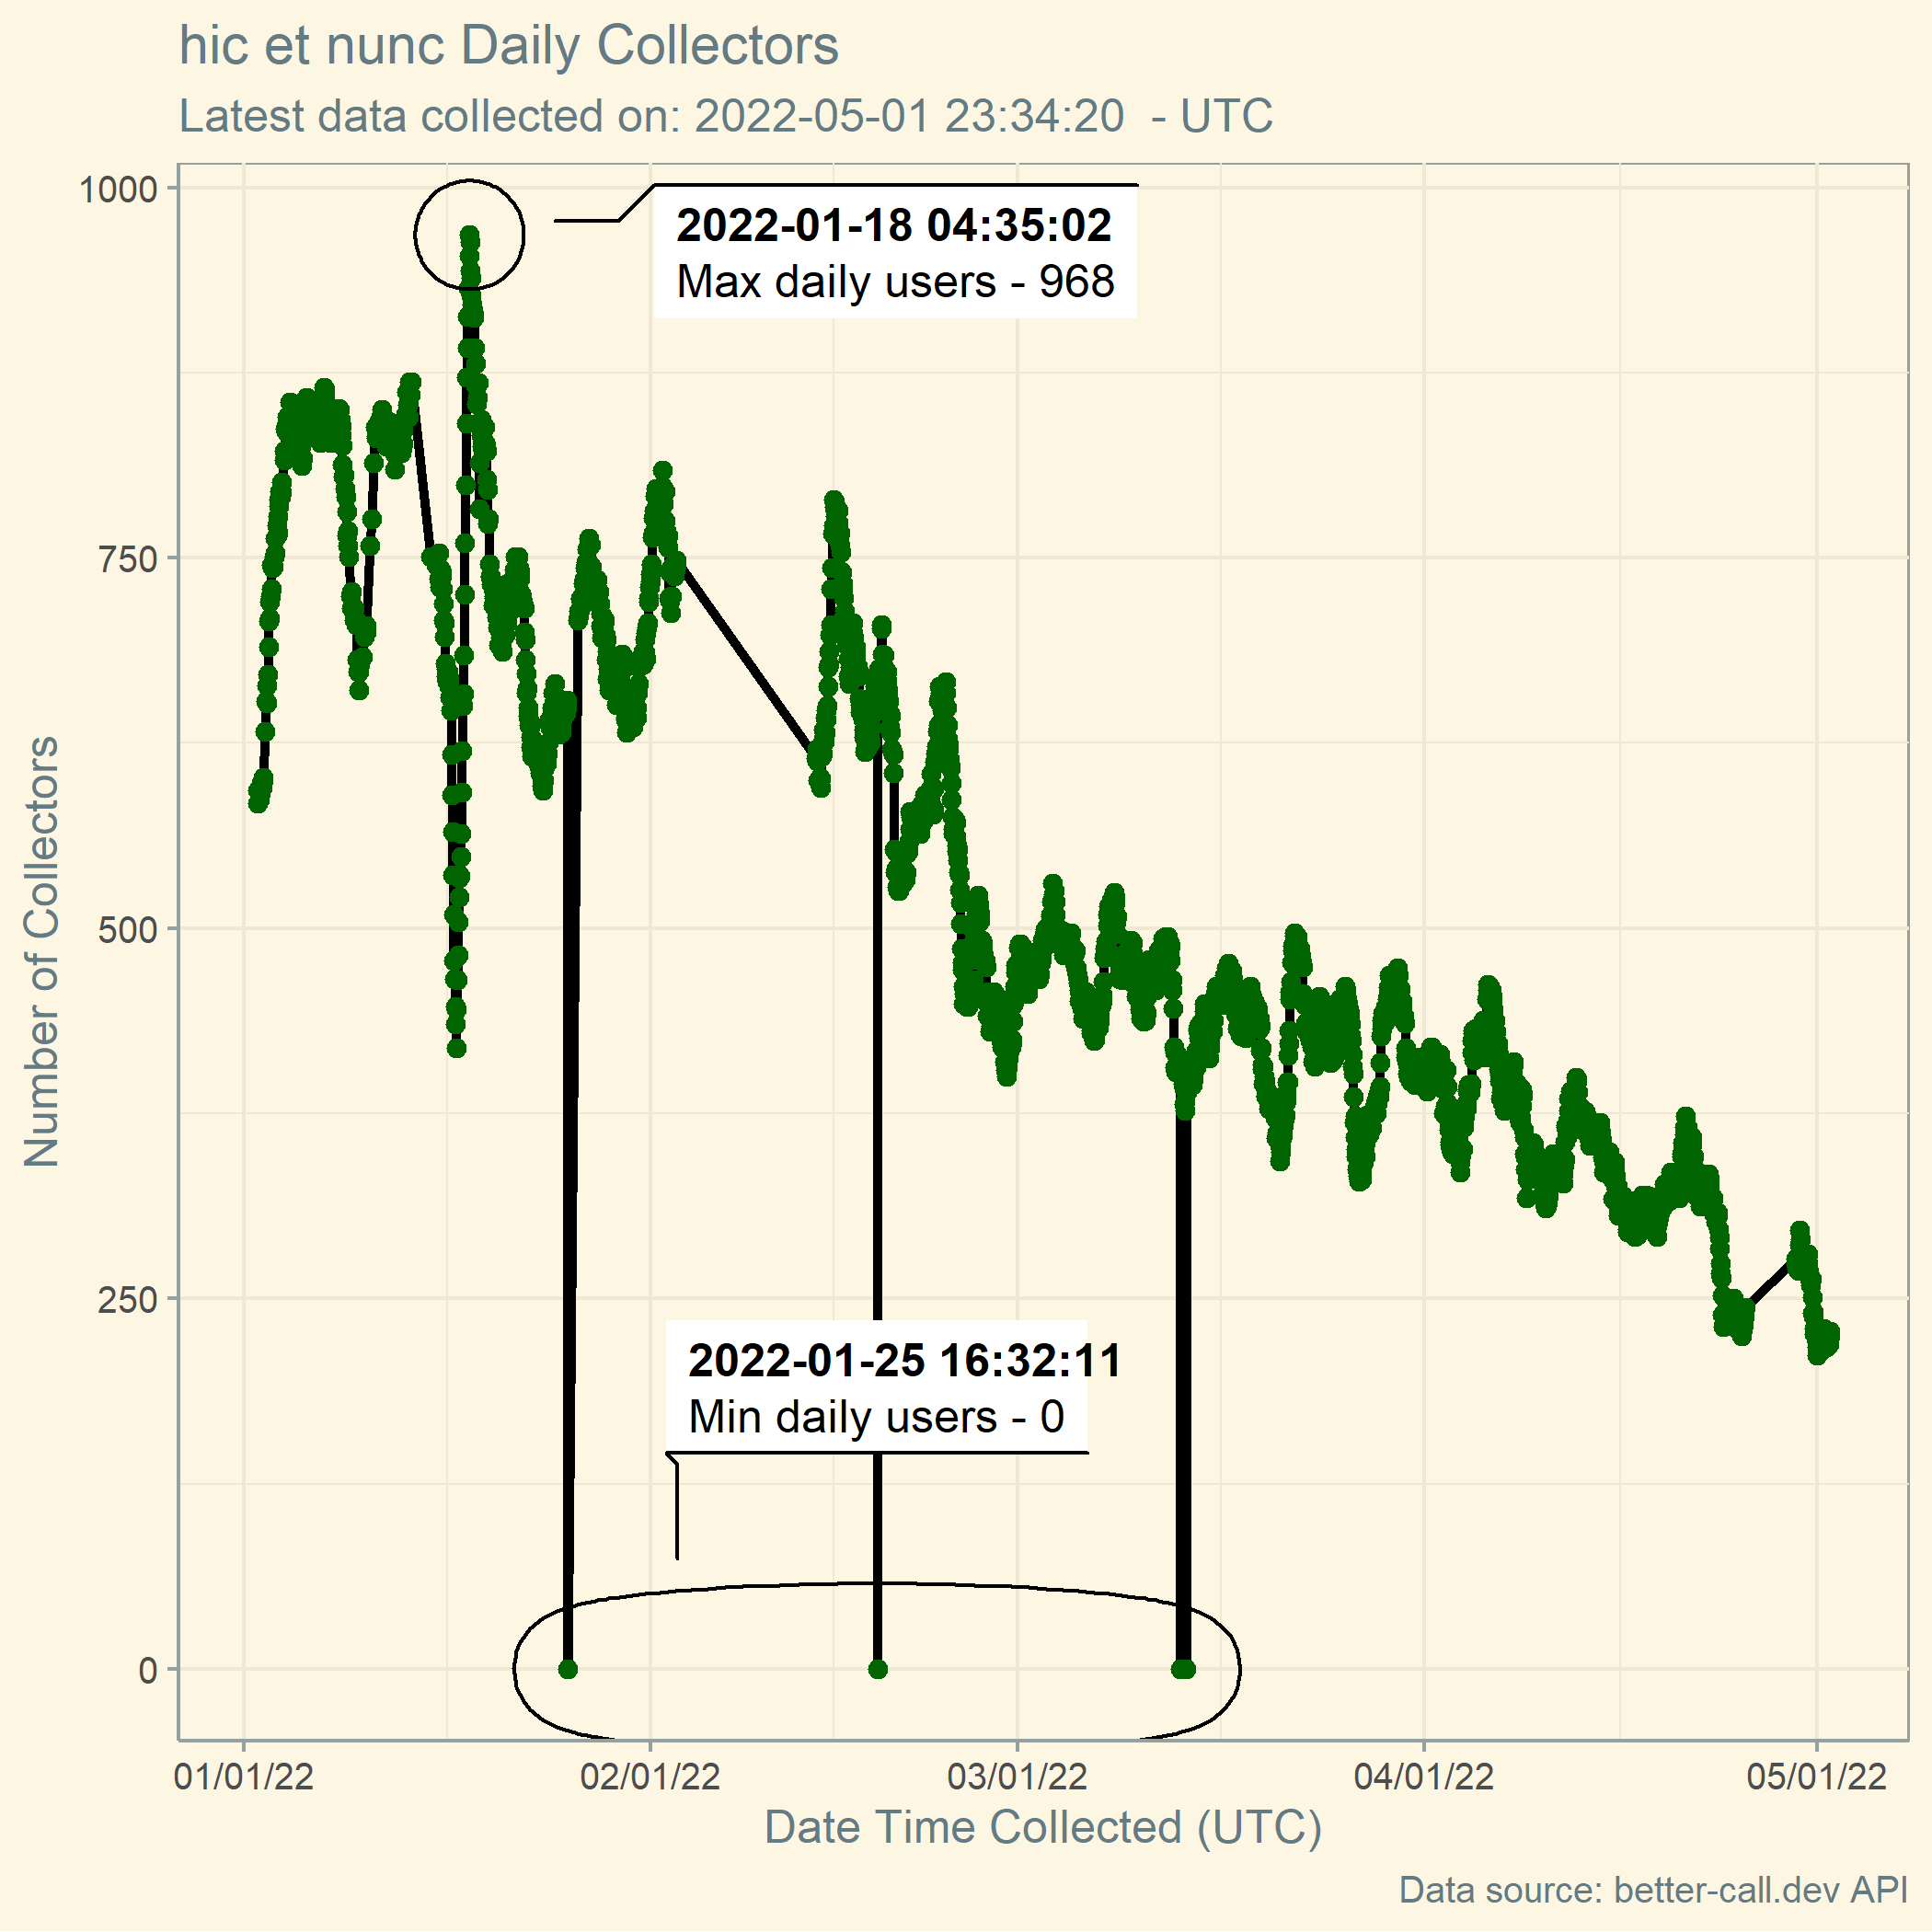 hic et nunc Daily Collectors
Latest data collected on: 2022-05-01 23:34:20  - UTC
1000
2022-01-18 04:35:02
Max daily users - 968
750
Number of Collectors
500
250
2022-01-25 16:32:11
Min daily users - 0
0
01/01/22 02/01/22 03/01/22 04/01/22 05/01/22
Date Time Collected (UTC)
Data source: better-call.dev API